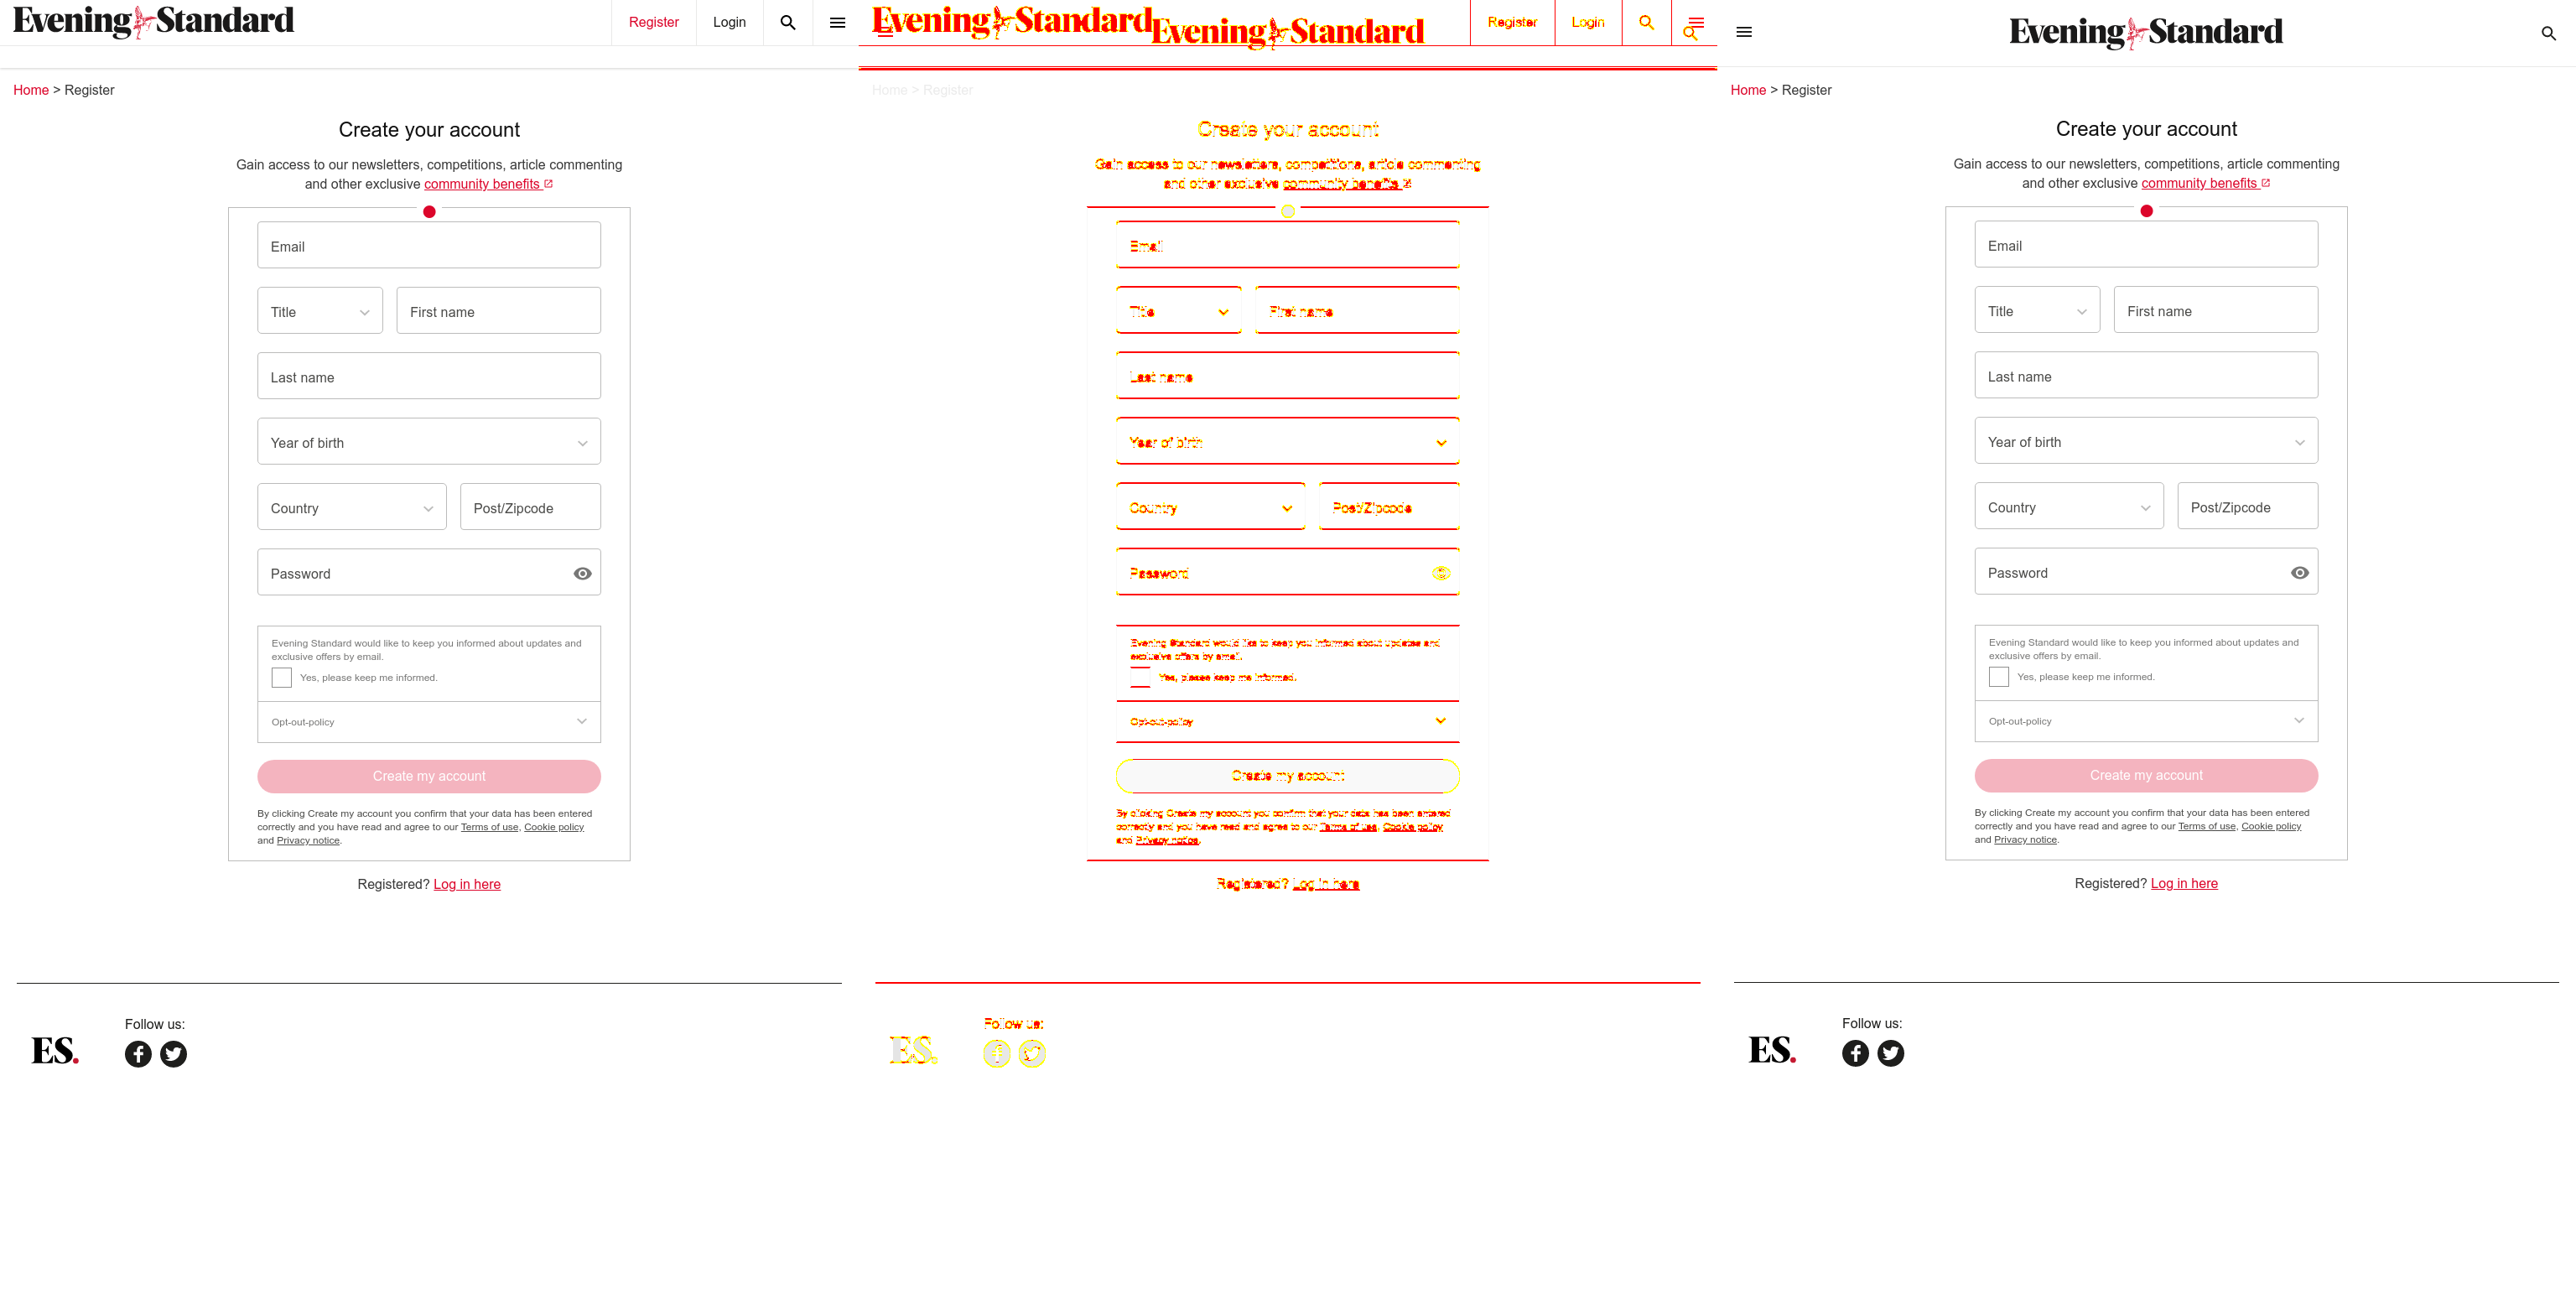 Evening Standard
Register Login
Home > Register
Create your account
Gain access to our newsletters, competitions, article commenting
and other exclusive community benefits
Email
Title
First name
Last name
Year of birth
Country
Post/Zipcode
Password
Evening Standard would like to keep you informed about updates and
exclusive offers by email.
Yes, please keep me informed.
Opt-out-policy
Create my account
By clicking Create my account you confirm that your data has been entered
correctly and you have read and agree to our Terms of use, Cookie policy
and Privacy notice.
Registered? Log in here
Follow us:
ES.
Evening Standard
Evening Standard
Register Login
Home > Register
Create your account
Gain access to our newsletters, competitions, article commenting
and other exclusive community benefits
Email
Title
First name
Last name
Year of birth
Country
Post/Zipcode
Password
Evening Standard would like to keep you informed about updates and
exclusive offers by email.
Yes, please keep me informed.
Opt-out-policy
Create my account
By clicking Create my account you confirm that your data has been entered
correctly and you have read and agree to our Terms of use, Cookie policy
and Privacy notice.
Registered? Log in here
Follow us:
ES.
Evening Standard
Home > Register
Create your account
Gain access to our newsletters, competitions, article commenting
and other exclusive community benefits
Email
Title
First name
Last name
Year of birth
Country
Post/Zipcode
Password
Evening Standard would like to keep you informed about updates and
exclusive offers by email.
Yes, please keep me informed.
Opt-out-policy
Create my account
By clicking Create my account you confirm that your data has been entered
correctly and you have read and agree to our Terms of use, Cookie policy
and Privacy notice.
Registered? Log in here
Follow us:
ES.